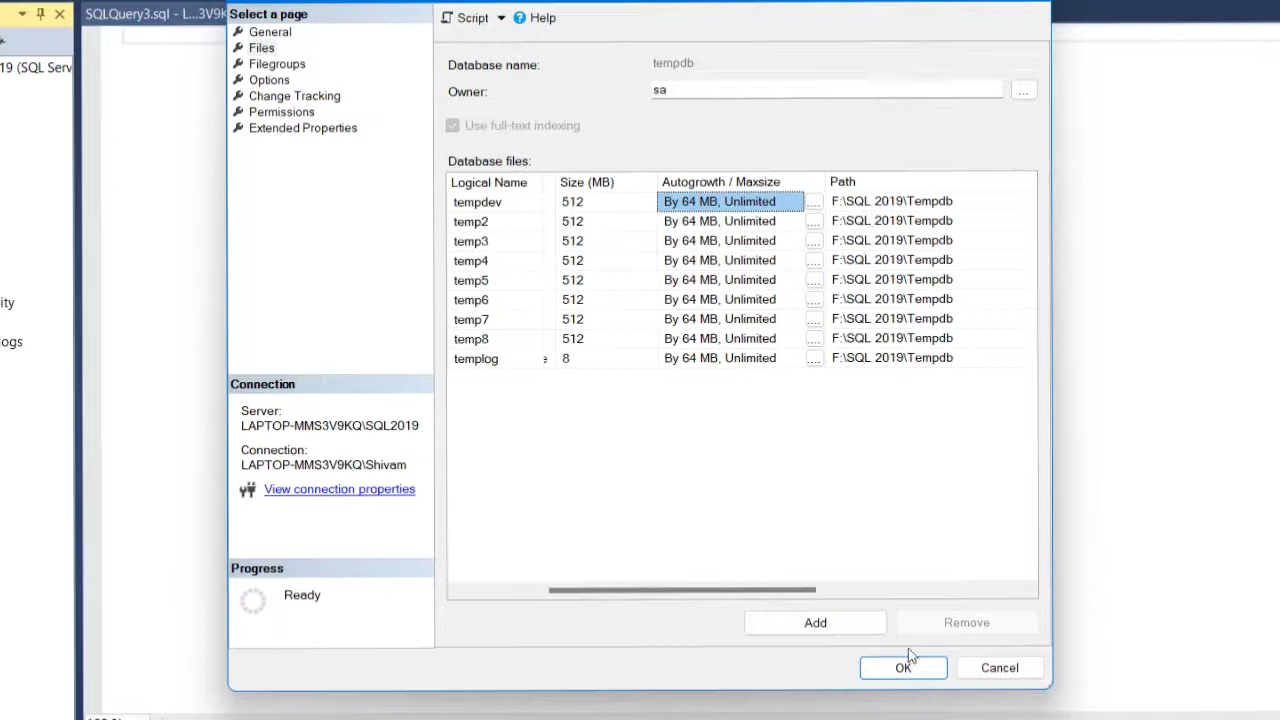 SQLQuery3.sql - L...3V9K
Select a page
Script
Help
General
Files
Filegroups
Options
Change Tracking
Permissions
Extended Properties
19 (SQL Serv
Database name: tempdb
Owner: sa ...
Use full-text indexing
Database files:
Logical Name Size (MB) Autogrowth / Maxsize Path
tempdev 512 By 64 MB, Unlimited .... F:\SQL 2019\Tempdb
temp2 512 By 64 MB, Unlimited .... F:\SQL 2019\Tempdb
temp3 512 By 64 MB, Unlimited .... F:\SQL 2019\Tempdb
temp4 512 By 64 MB, Unlimited .... F:\SQL 2019\Tempdb
temp5 512 By 64 MB, Unlimited .... F:\SQL 2019\Tempdb
temp6 512 By 64 MB, Unlimited .... F:\SQL 2019\Tempdb
temp7 512 By 64 MB, Unlimited .... F:\SQL 2019\Tempdb
temp8 512 By 64 MB, Unlimited .... F:\SQL 2019\Tempdb
templog 8 By 64 MB, Unlimited .... F:\SQL 2019\Tempdb
ity
ogs
Connection
Server:
LAPTOP-MMS3V9KQ\SQL2019
Connection:
LAPTOP-MMS3V9KQ\Shivam
View connection properties
Progress
Ready
Add
Remove
OK
Cancel